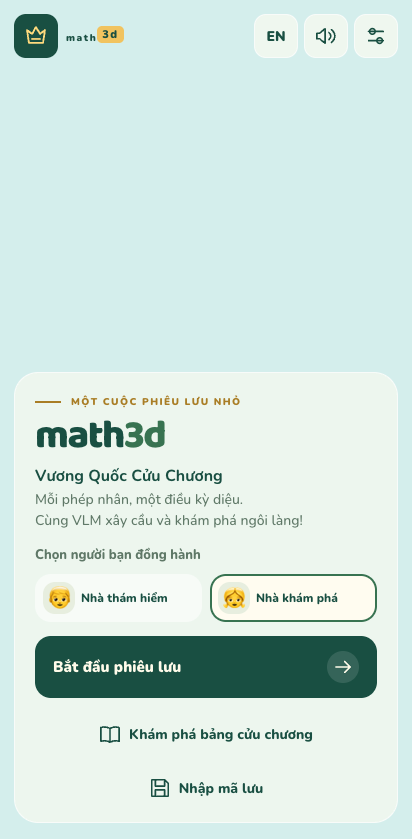 math3d
EN
MỘT CUỘC PHIÊU LƯU NHỎ
math3d
Vương Quốc Cửu Chương
Mỗi phép nhân, một điều kỳ diệu.
Cùng VLM xây cầu và khám phá ngôi làng!
Chọn người bạn đồng hành
Nhà thám hiểm
Nhà khám phá
Bắt đầu phiêu lưu
Khám phá bảng cửu chương
Nhập mã lưu